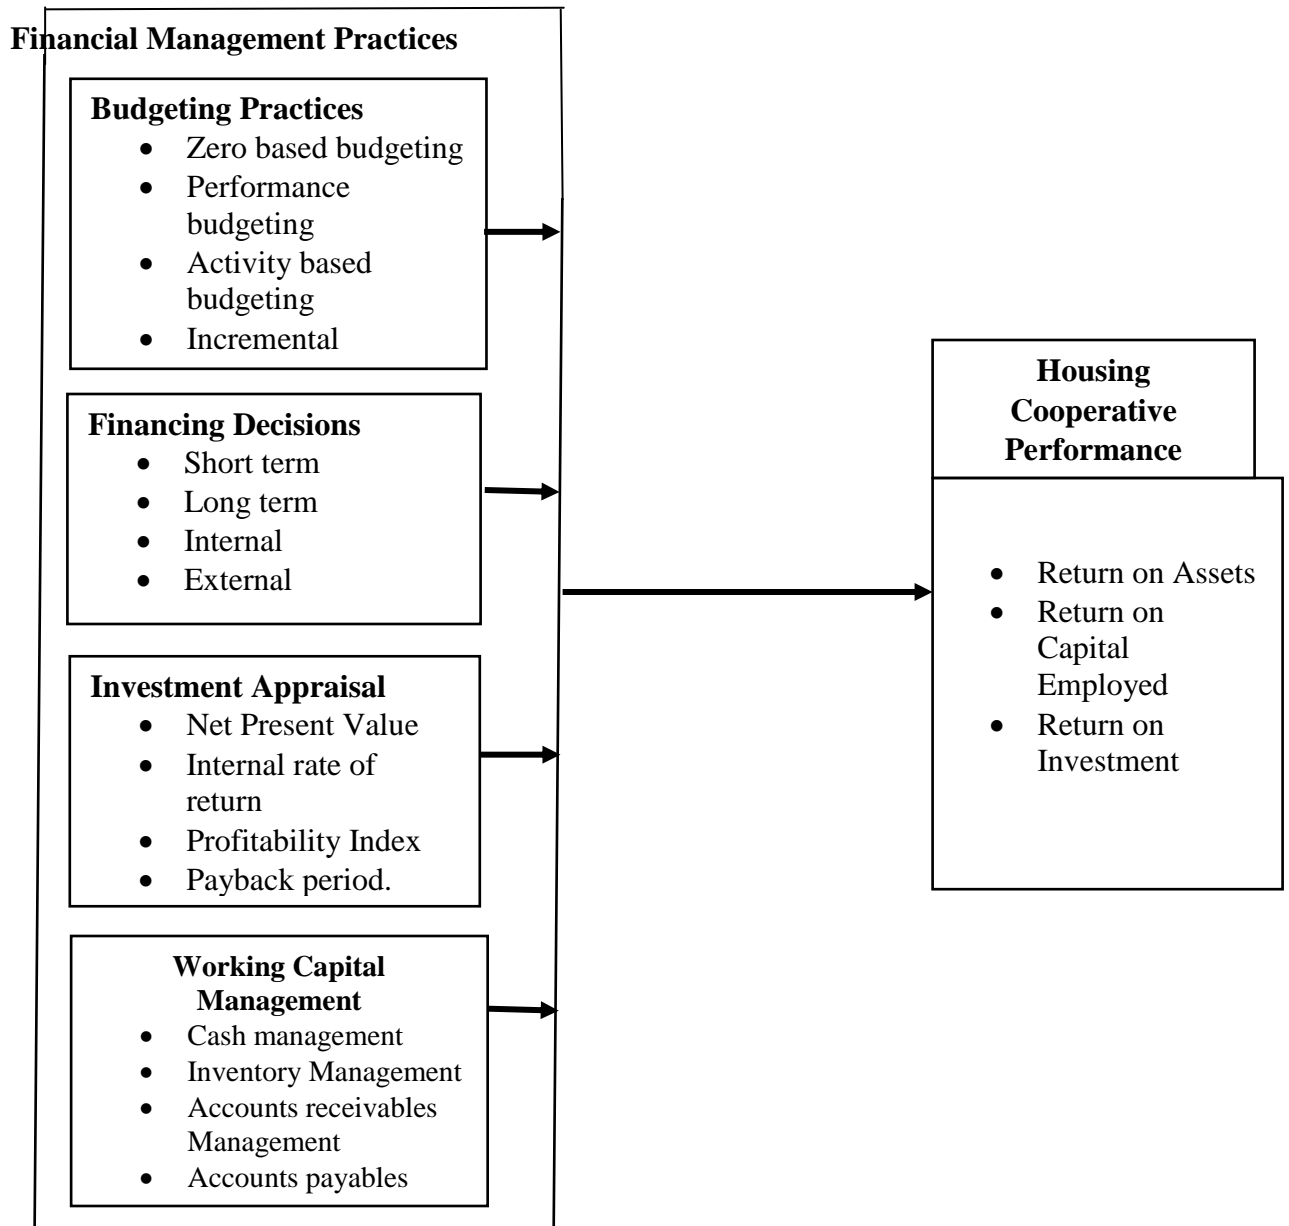 Financial Management Practices
Budgeting Practices
• Zero based budgeting
• Performance
budgeting
• Activity based
budgeting
• Incremental
Financing Decisions
• Short term
• Long term
• Internal
• External
Investment Appraisal
• Net Present Value
• Internal rate of
return
• Profitability Index
• Payback period.
Working Capital
Management
• Cash management
• Inventory Management
• Accounts receivables
Management
• Accounts payables
Housing
Cooperative
Performance
• Return on Assets
• Return on
Capital
Employed
• Return on
Investment